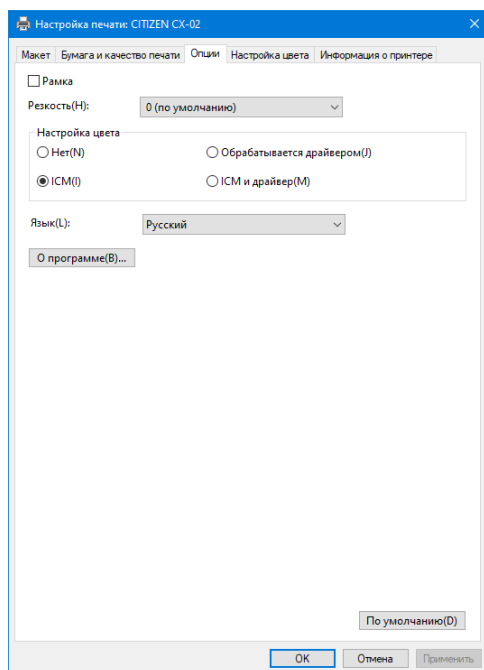 Настройка печати: CITIZEN CX-02
Макет Бумага и качество печати Опции Настройка цвета Информация о принтере
Рамка
Резкость(H): 0 (по умолчанию)
Настройка цвета
Нет(N) Обрабатывается драйвером(J)
ICM(I) ICM и драйвер(M)
Язык(L): Русский
О программе(B)...
По умолчанию(D)
OK Отмена Применить